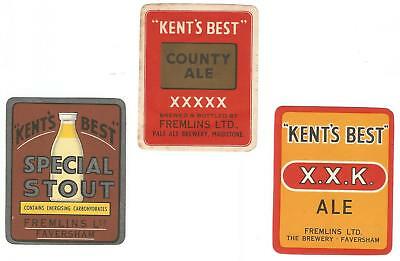 "KENT'S BEST"
COUNTY
ALE
XXXXX
BREWED & BOTTLED BY
FREMLINS LTD.
PALE ALE BREWERY, MAIDSTONE
"KENT'S BEST"
SPECIAL
STOUT
CONTAINS ENERGISING CARBOHYDRATES
FREMLINS LTD
FAVERSHAM
"KENT'S BEST"
X.X.K.
ALE
FREMLINS LTD.
THE BREWERY · FAVERSHAM